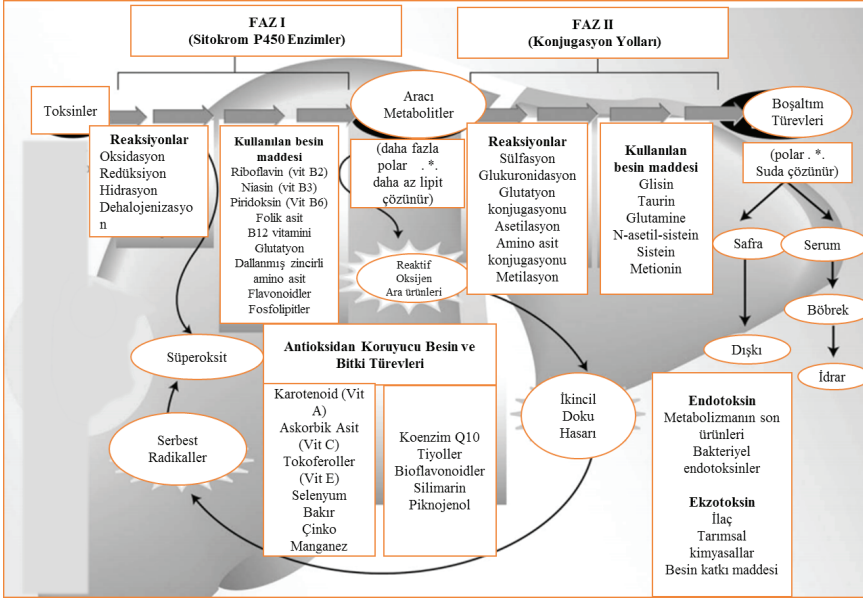 FAZ I
(Sitokrom P450 Enzimler)
FAZ II
(Konjugasyon Yolları)
Toksinler
Aracı
Metabolitler
Boşaltım
Türevleri
Reaksiyonlar
Oksidasyon
Redüksiyon
Hidrasyon
Dehalojenizasyo
n
Kullanılan besin
maddesi
Riboflavin (vit B2)
Niasin (vit B3)
Piridoksin (Vit B6)
Folik asit
B12 vitamini
Glutatyon
Dallanmış zincirli
amino asit
Flavonoidler
Fosfolipitler
(daha fazla
polar . *.
daha az lipit
çözünür)
Reaksiyonlar
Sülfasyon
Glukuronidasyon
Glutatyon
konjugasyonu
Asetilasyon
Amino asit
konjugasyonu
Metilasyon
Kullanılan
besin maddesi
Glisin
Taurin
Glutamine
N-asetil-sistein
Sistein
Metionin
(polar . *.
Suda çözünür)
Safra
Serum
Böbrek
Dışkı
İdrar
Reaktif
Oksijen
Ara ürünleri
Süperoksit
Serbest
Radikaller
Antioksidan Koruyucu Besin ve
Bitki Türevleri
Karotenoid (Vit
A)
Askorbik Asit
(Vit C)
Tokoferoller
(Vit E)
Selenyum
Bakır
Çinko
Manganez
Koenzim Q10
Tiyoller
Bioflavonoidler
Silimarin
Piknojenol
İkincil
Doku
Hasarı
Endotoksin
Metabolizmanın son
ürünleri
Bakteriyel
endotoksinler
Ekzotoksin
İlaç
Tarımsal
kimyasallar
Besin katkı maddesi